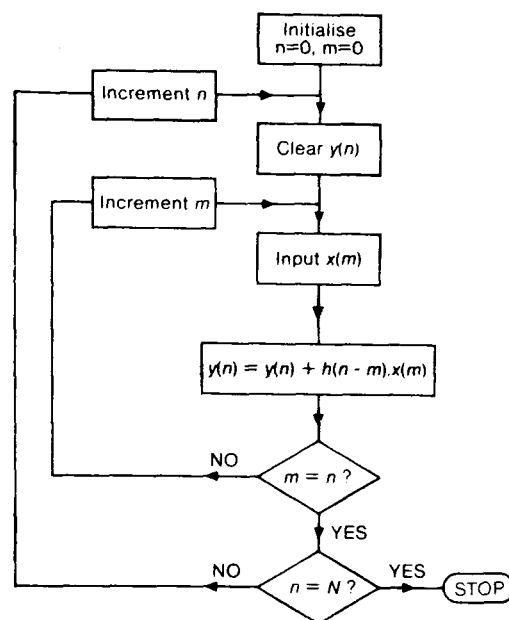 Initialise
n=0, m=0
Increment n
Clear y(n)
Increment m
Input x(m)
y(n) = y(n) + h(n - m).x(m)
NO
m = n ?
YES
NO
n = N ?
YES
STOP